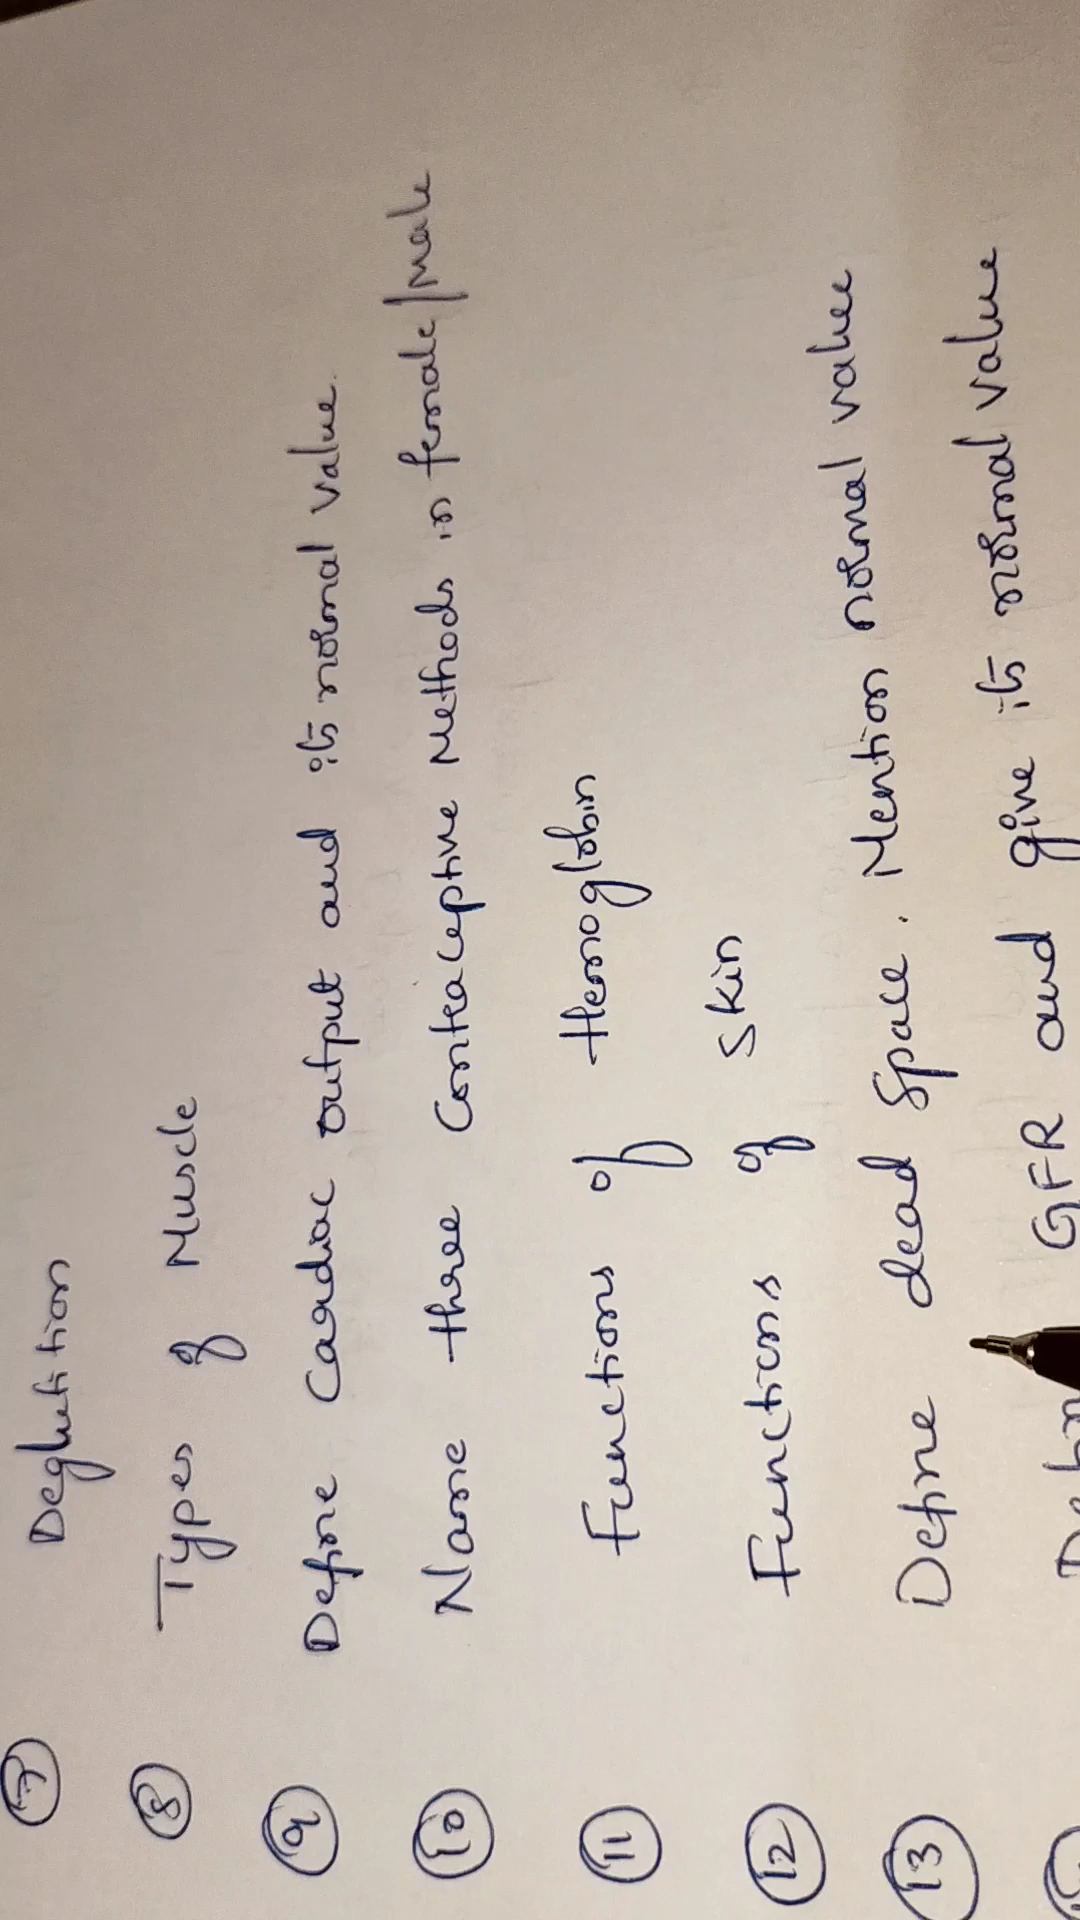 7 Deglutition
8 Types of Muscle
9 Define Cardiac output and its normal value.
10 Name three Contraceptive Methods in female/Male
11 Functions of Hemoglobin
12 Functions of Skin
13 Define dead Space. Mention normal value
GFR and give its normal value